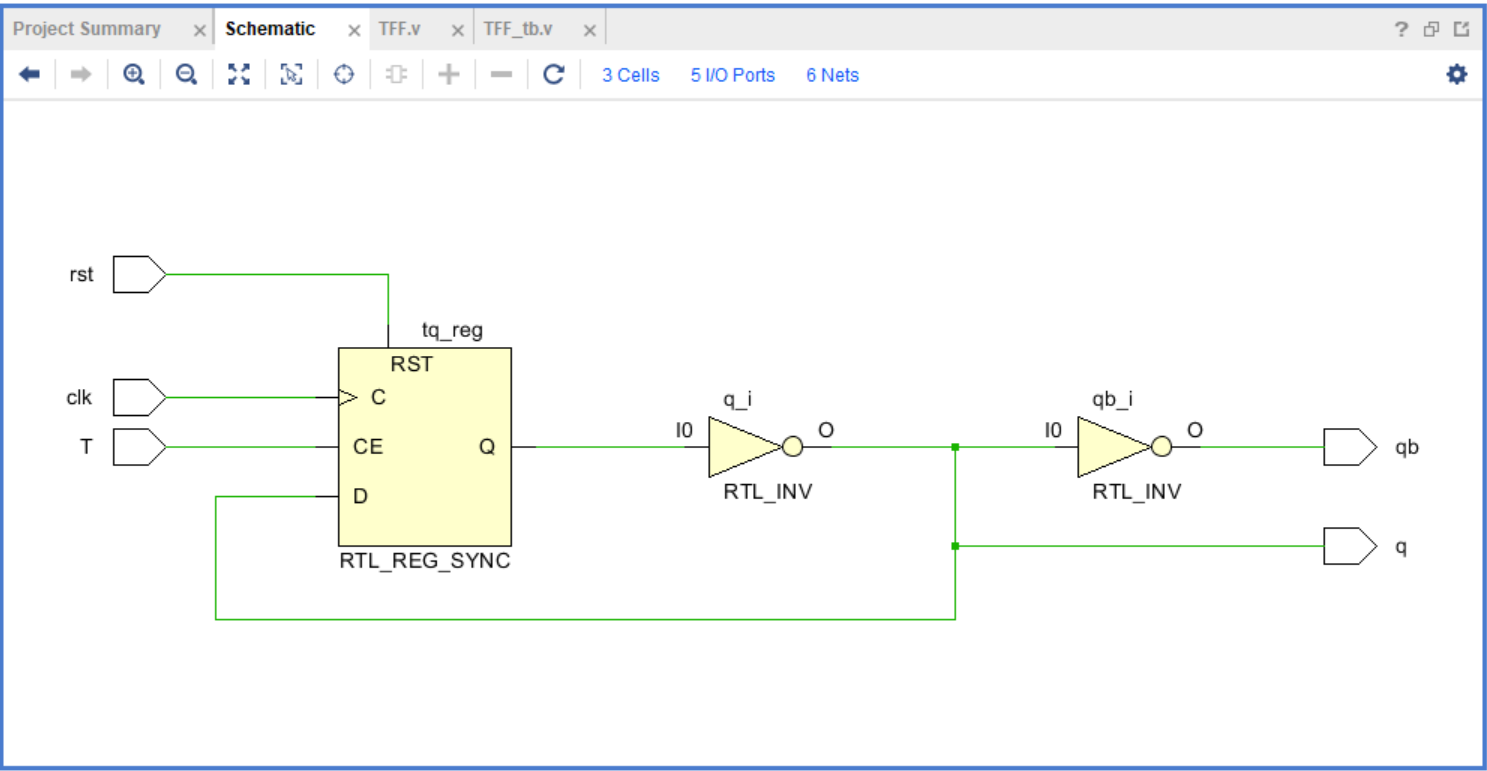 Project Summary × Schematic × TFF.v × TFF_tb.v × ?
3 Cells 5 I/O Ports 6 Nets
rst
tq_reg
RST
clk C q_i qb_i
T CE Q I0 O I0 O qb
D RTL_INV RTL_INV
q
RTL_REG_SYNC